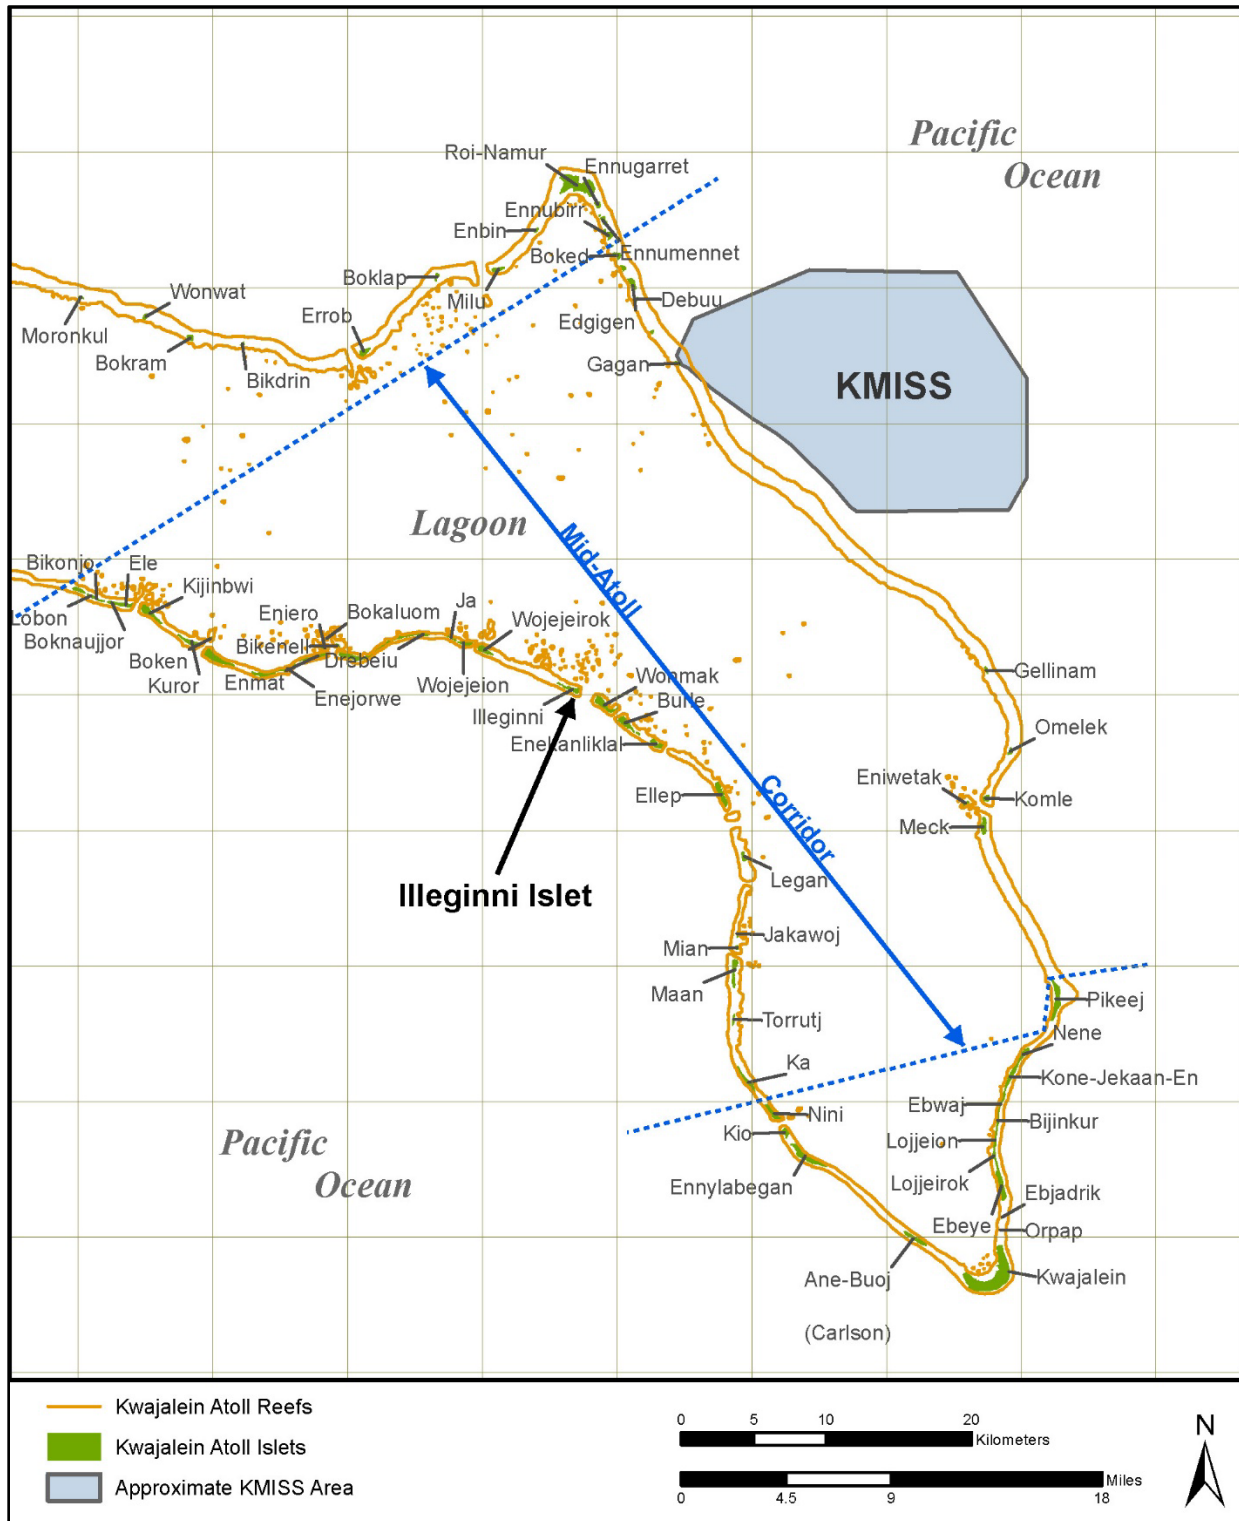 Pacific
Ocean
Roi-Namur
Ennugarret
Ennubirr
Enbin
Boked
Ennumennet
Boklap
Milu
Debuu
Wonwat
Errob
Edgigen
Moronkul
Bokram
Bikdrin
Gagan
KMISS
Lagoon
Mid-Atoll
Bikonjo
Ele
Kijinbwi
Lobon
Boknaujjor
Eniero
Bokaluom
Ja
Wojejeirok
Boken
Bikenell
Drebeiu
Kuror
Enmat
Enejorwe
Wojejeion
Wonmak
Illeginni
Burle
Gellinam
Enekanliklal
Omelek
Eniwetak
Ellep
Corridor
Komle
Meck
Legan
Illeginni Islet
Jakawoj
Mian
Maan
Pikeej
Torrutj
Nene
Ka
Kone-Jekaan-En
Ebwaj
Nini
Bijinkur
Kio
Lojjeion
Pacific
Ocean
Ennylabegan
Lojjeirok
Ebjadrik
Ebeye
Orpap
Ane-Buoj
Kwajalein
(Carlson)
Kwajalein Atoll Reefs
Kwajalein Atoll Islets
Approximate KMISS Area
0 5 10 20
Kilometers
Miles
0 4.5 9 18
N